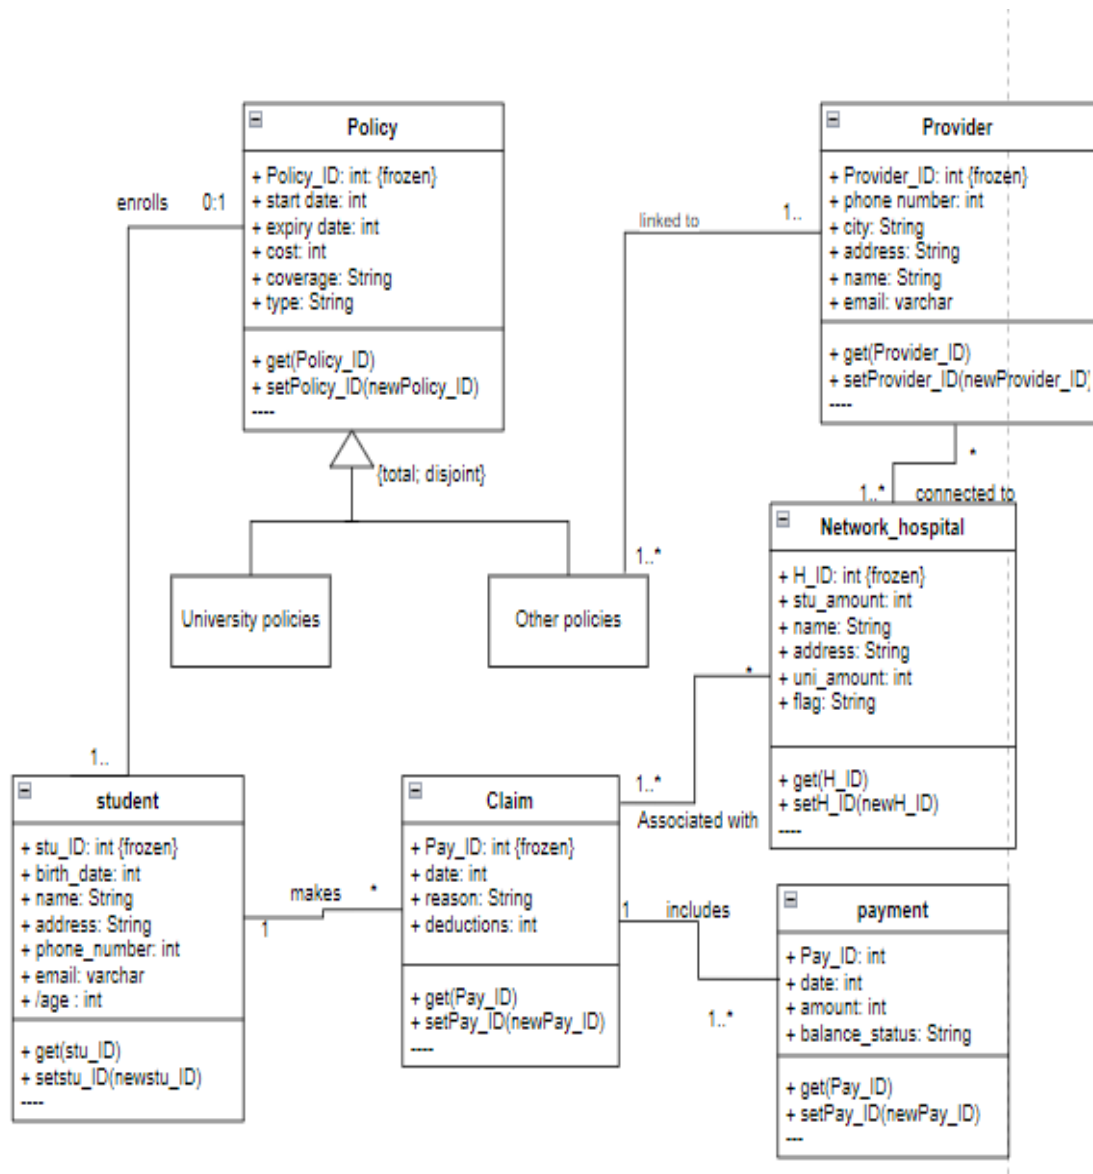 Policy
+ Policy_ID: int: {frozen}
+ start date: int
+ expiry date: int
+ cost: int
+ coverage: String
+ type: String
+ get(Policy_ID)
+ setPolicy_ID(newPolicy_ID)
----
Provider
+ Provider_ID: int {frozen}
+ phone number: int
+ city: String
+ address: String
+ name: String
+ email: varchar
+ get(Provider_ID)
+ setProvider_ID(newProvider_ID)
----
enrolls
0:1
1..
linked to
1..
1..*
{total; disjoint}
University policies
Other policies
*
1..*
connected to
Network_hospital
+ H_ID: int {frozen}
+ stu_amount: int
+ name: String
+ address: String
+ uni_amount: int
+ flag: String
+ get(H_ID)
+ setH_ID(newH_ID)
----
*
1..*
Associated with
student
+ stu_ID: int {frozen}
+ birth_date: int
+ name: String
+ address: String
+ phone_number: int
+ email: varchar
+ /age : int
+ get(stu_ID)
+ setstu_ID(newstu_ID)
----
makes
*
1
Claim
+ Pay_ID: int {frozen}
+ date: int
+ reason: String
+ deductions: int
+ get(Pay_ID)
+ setPay_ID(newPay_ID)
----
1
includes
1..*
payment
+ Pay_ID: int
+ date: int
+ amount: int
+ balance_status: String
+ get(Pay_ID)
+ setPay_ID(newPay_ID)
---